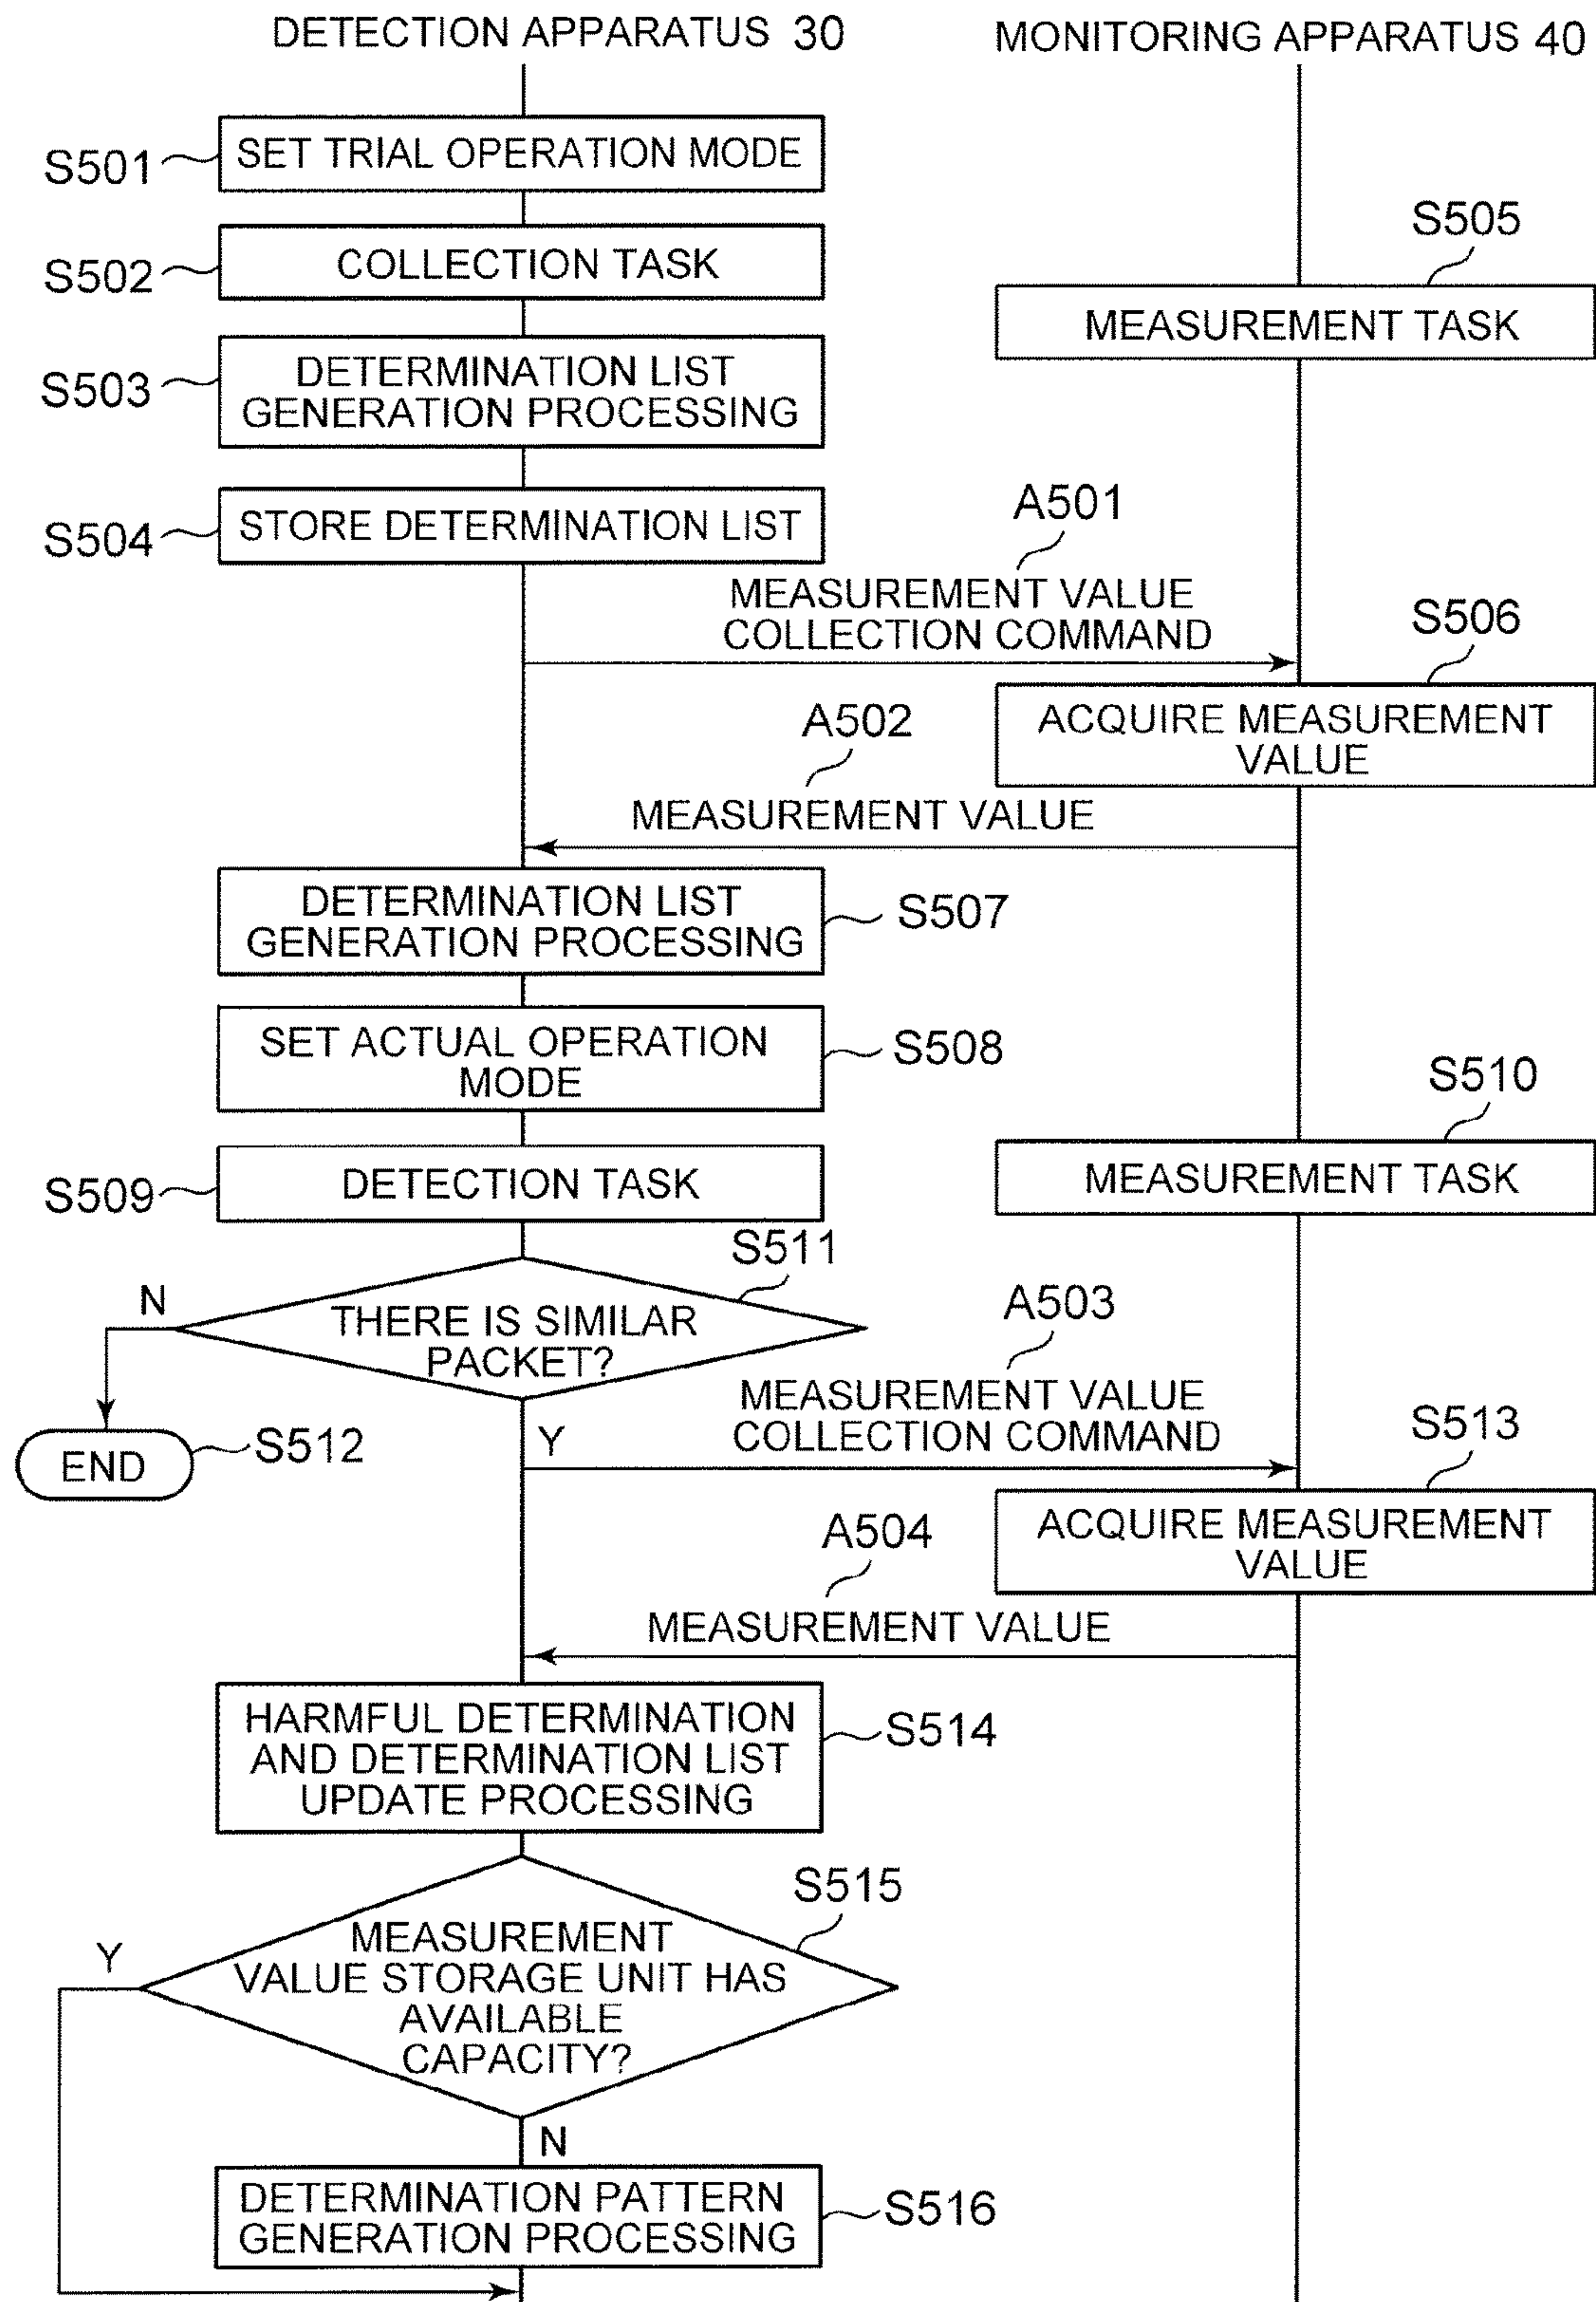 DETECTION APPARATUS 30
MONITORING APPARATUS 40
S501
SET TRIAL OPERATION MODE
S502
COLLECTION TASK
S505
MEASUREMENT TASK
S503
DETERMINATION LIST
GENERATION PROCESSING
S504
STORE DETERMINATION LIST
A501
MEASUREMENT VALUE
COLLECTION COMMAND
S506
ACQUIRE MEASUREMENT
VALUE
A502
MEASUREMENT VALUE
DETERMINATION LIST
GENERATION PROCESSING
S507
SET ACTUAL OPERATION
MODE
S508
S510
MEASUREMENT TASK
S509
DETECTION TASK
S511
N
THERE IS SIMILAR
PACKET?
END
S512
Y
A503
MEASUREMENT VALUE
COLLECTION COMMAND
S513
ACQUIRE MEASUREMENT
VALUE
A504
MEASUREMENT VALUE
HARMFUL DETERMINATION
AND DETERMINATION LIST
UPDATE PROCESSING
S514
S515
Y
MEASUREMENT
VALUE STORAGE UNIT HAS
AVAILABLE
CAPACITY?
N
DETERMINATION PATTERN
GENERATION PROCESSING
S516